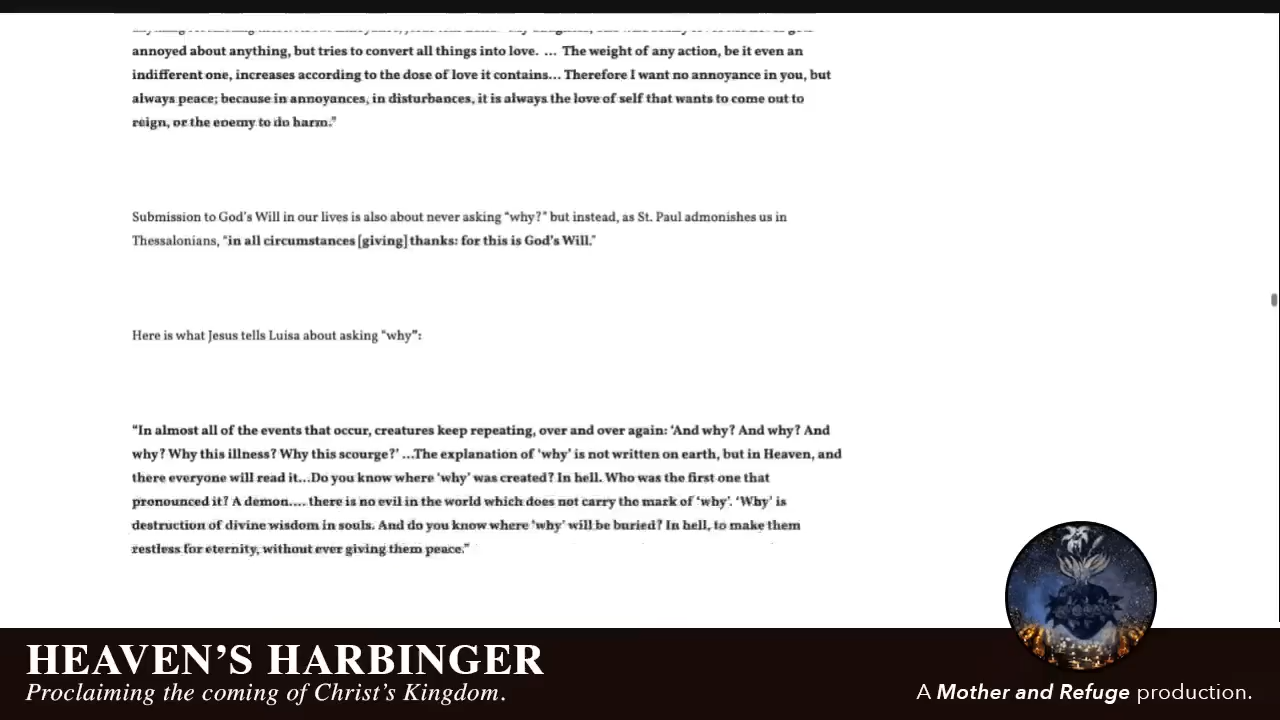 annoyed about anything, but tries to convert all things into love. ... The weight of any action, be it even an
indifferent one, increases according to the dose of love it contains... Therefore I want no annoyance in you, but
always peace; because in annoyances, in disturbances, it is always the love of self that wants to come out to
reign, or the enemy to do harm.”
Submission to God’s Will in our lives is also about never asking “why?” but instead, as St. Paul admonishes us in
Thessalonians, “in all circumstances [giving] thanks: for this is God’s Will.”
Here is what Jesus tells Luisa about asking “why”:
“In almost all of the events that occur, creatures keep repeating, over and over again: ‘And why? And why? And
why? Why this illness? Why this scourge?’ ...The explanation of ‘why’ is not written on earth, but in Heaven, and
there everyone will read it...Do you know where ‘why’ was created? In hell. Who was the first one that
pronounced it? A demon.... there is no evil in the world which does not carry the mark of ‘why’. ‘Why’ is
destruction of divine wisdom in souls. And do you know where ‘why’ will be buried? In hell, to make them
restless for eternity, without ever giving them peace.”
HEAVEN’S HARBINGER
Proclaiming the coming of Christ’s Kingdom.
A Mother and Refuge production.